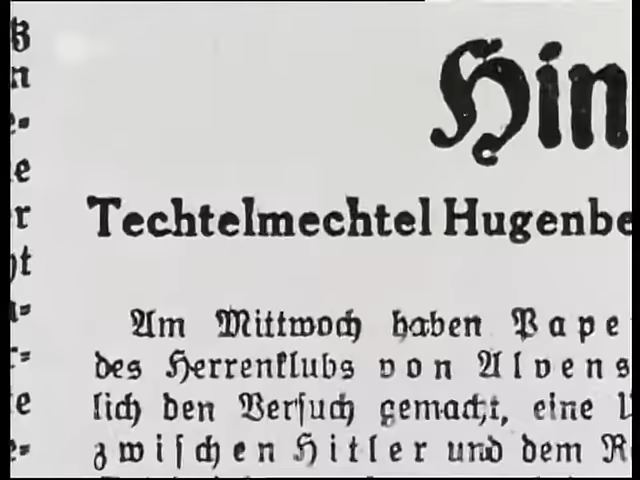 Hin
Techtelmechtel Hugenbe
Am Mittwoch haben Pape
des Herrenklubs von Alvens
lich den Versuch gemacht, eine
zwischen Hitler und dem R